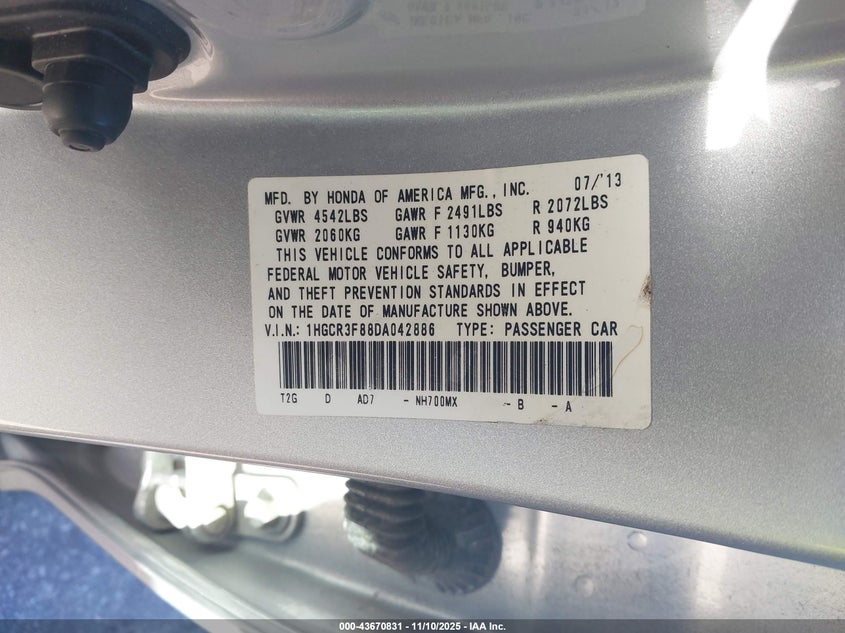 MFD. BY HONDA OF AMERICA MFG., INC. 07/'13
GVWR 4542LBS GAWR F 2491LBS R 2072LBS
GVWR 2060KG GAWR F 1130KG R 940KG
THIS VEHICLE CONFORMS TO ALL APPLICABLE
FEDERAL MOTOR VEHICLE SAFETY, BUMPER,
AND THEFT PREVENTION STANDARDS IN EFFECT
ON THE DATE OF MANUFACTURE SHOWN ABOVE.
V.I.N.: 1HGCR3F88DA042886 TYPE: PASSENGER CAR
T2G D AD7 - NH700MX - B - A
000-43670831 - 11/10/2025 - IAA Inc.